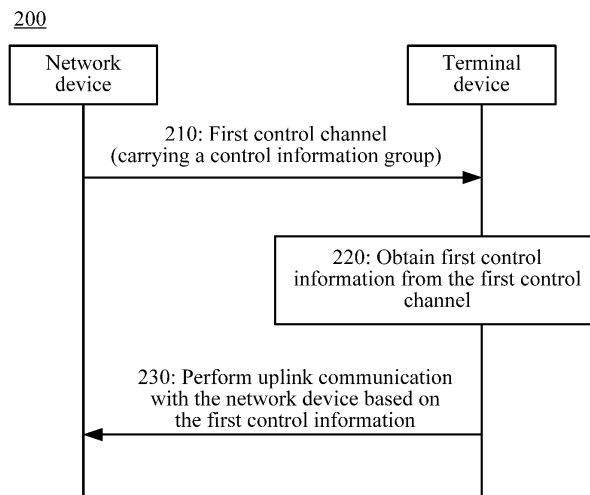 200
Network
device
Terminal
device
210: First control channel
(carrying a control information group)
220: Obtain first control
information from the first control
channel
230: Perform uplink communication
with the network device based on
the first control information